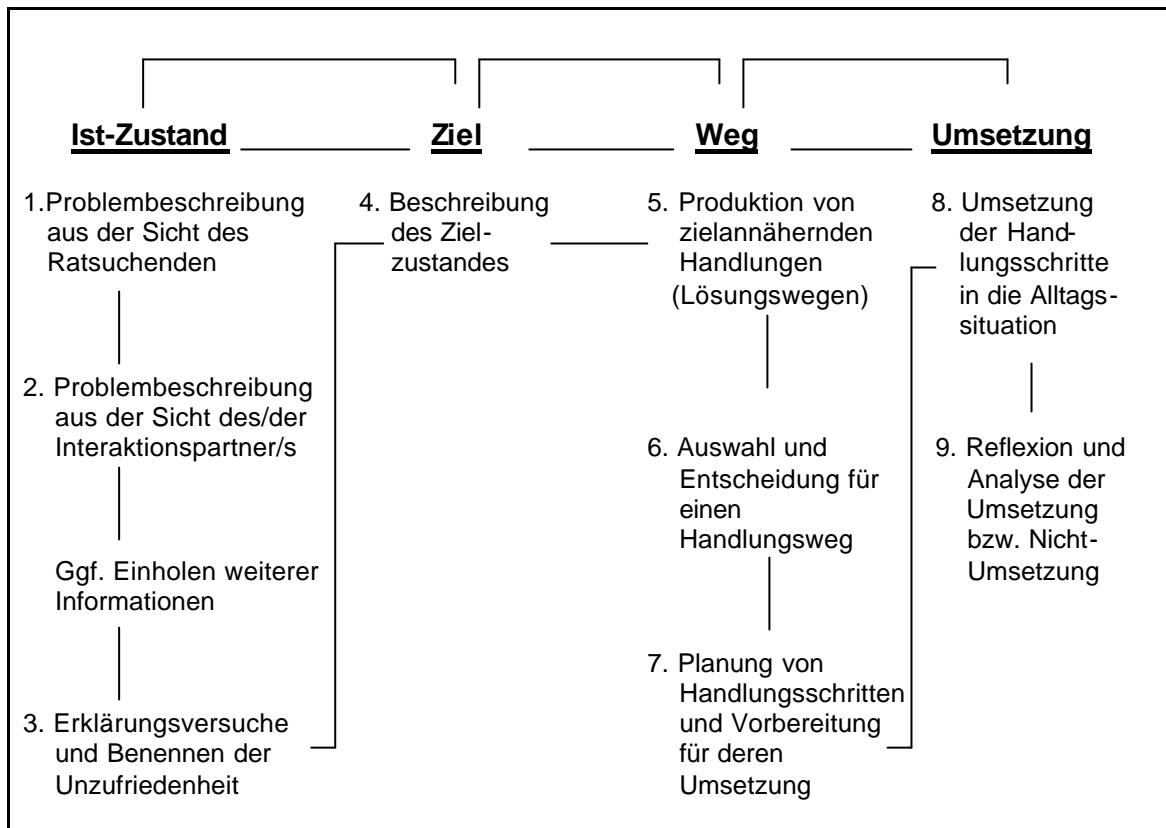 Ist-Zustand
Ziel
Weg
Umsetzung
1.Problembeschreibung
aus der Sicht des
Ratsuchenden
2. Problembeschreibung
aus der Sicht des/der
Interaktionspartner/s
Ggf. Einholen weiterer
Informationen
3. Erklärungsversuche
und Benennen der
Unzufriedenheit
4. Beschreibung
des Ziel-
zustandes
5. Produktion von
zielannähernden
Handlungen
(Lösungswegen)
6. Auswahl und
Entscheidung für
einen
Handlungsweg
7. Planung von
Handlungsschritten
und Vorbereitung
für deren
Umsetzung
8. Umsetzung
der Hand-
lungsschritte
in die Alltags-
situation
9. Reflexion und
Analyse der
Umsetzung
bzw. Nicht-
Umsetzung